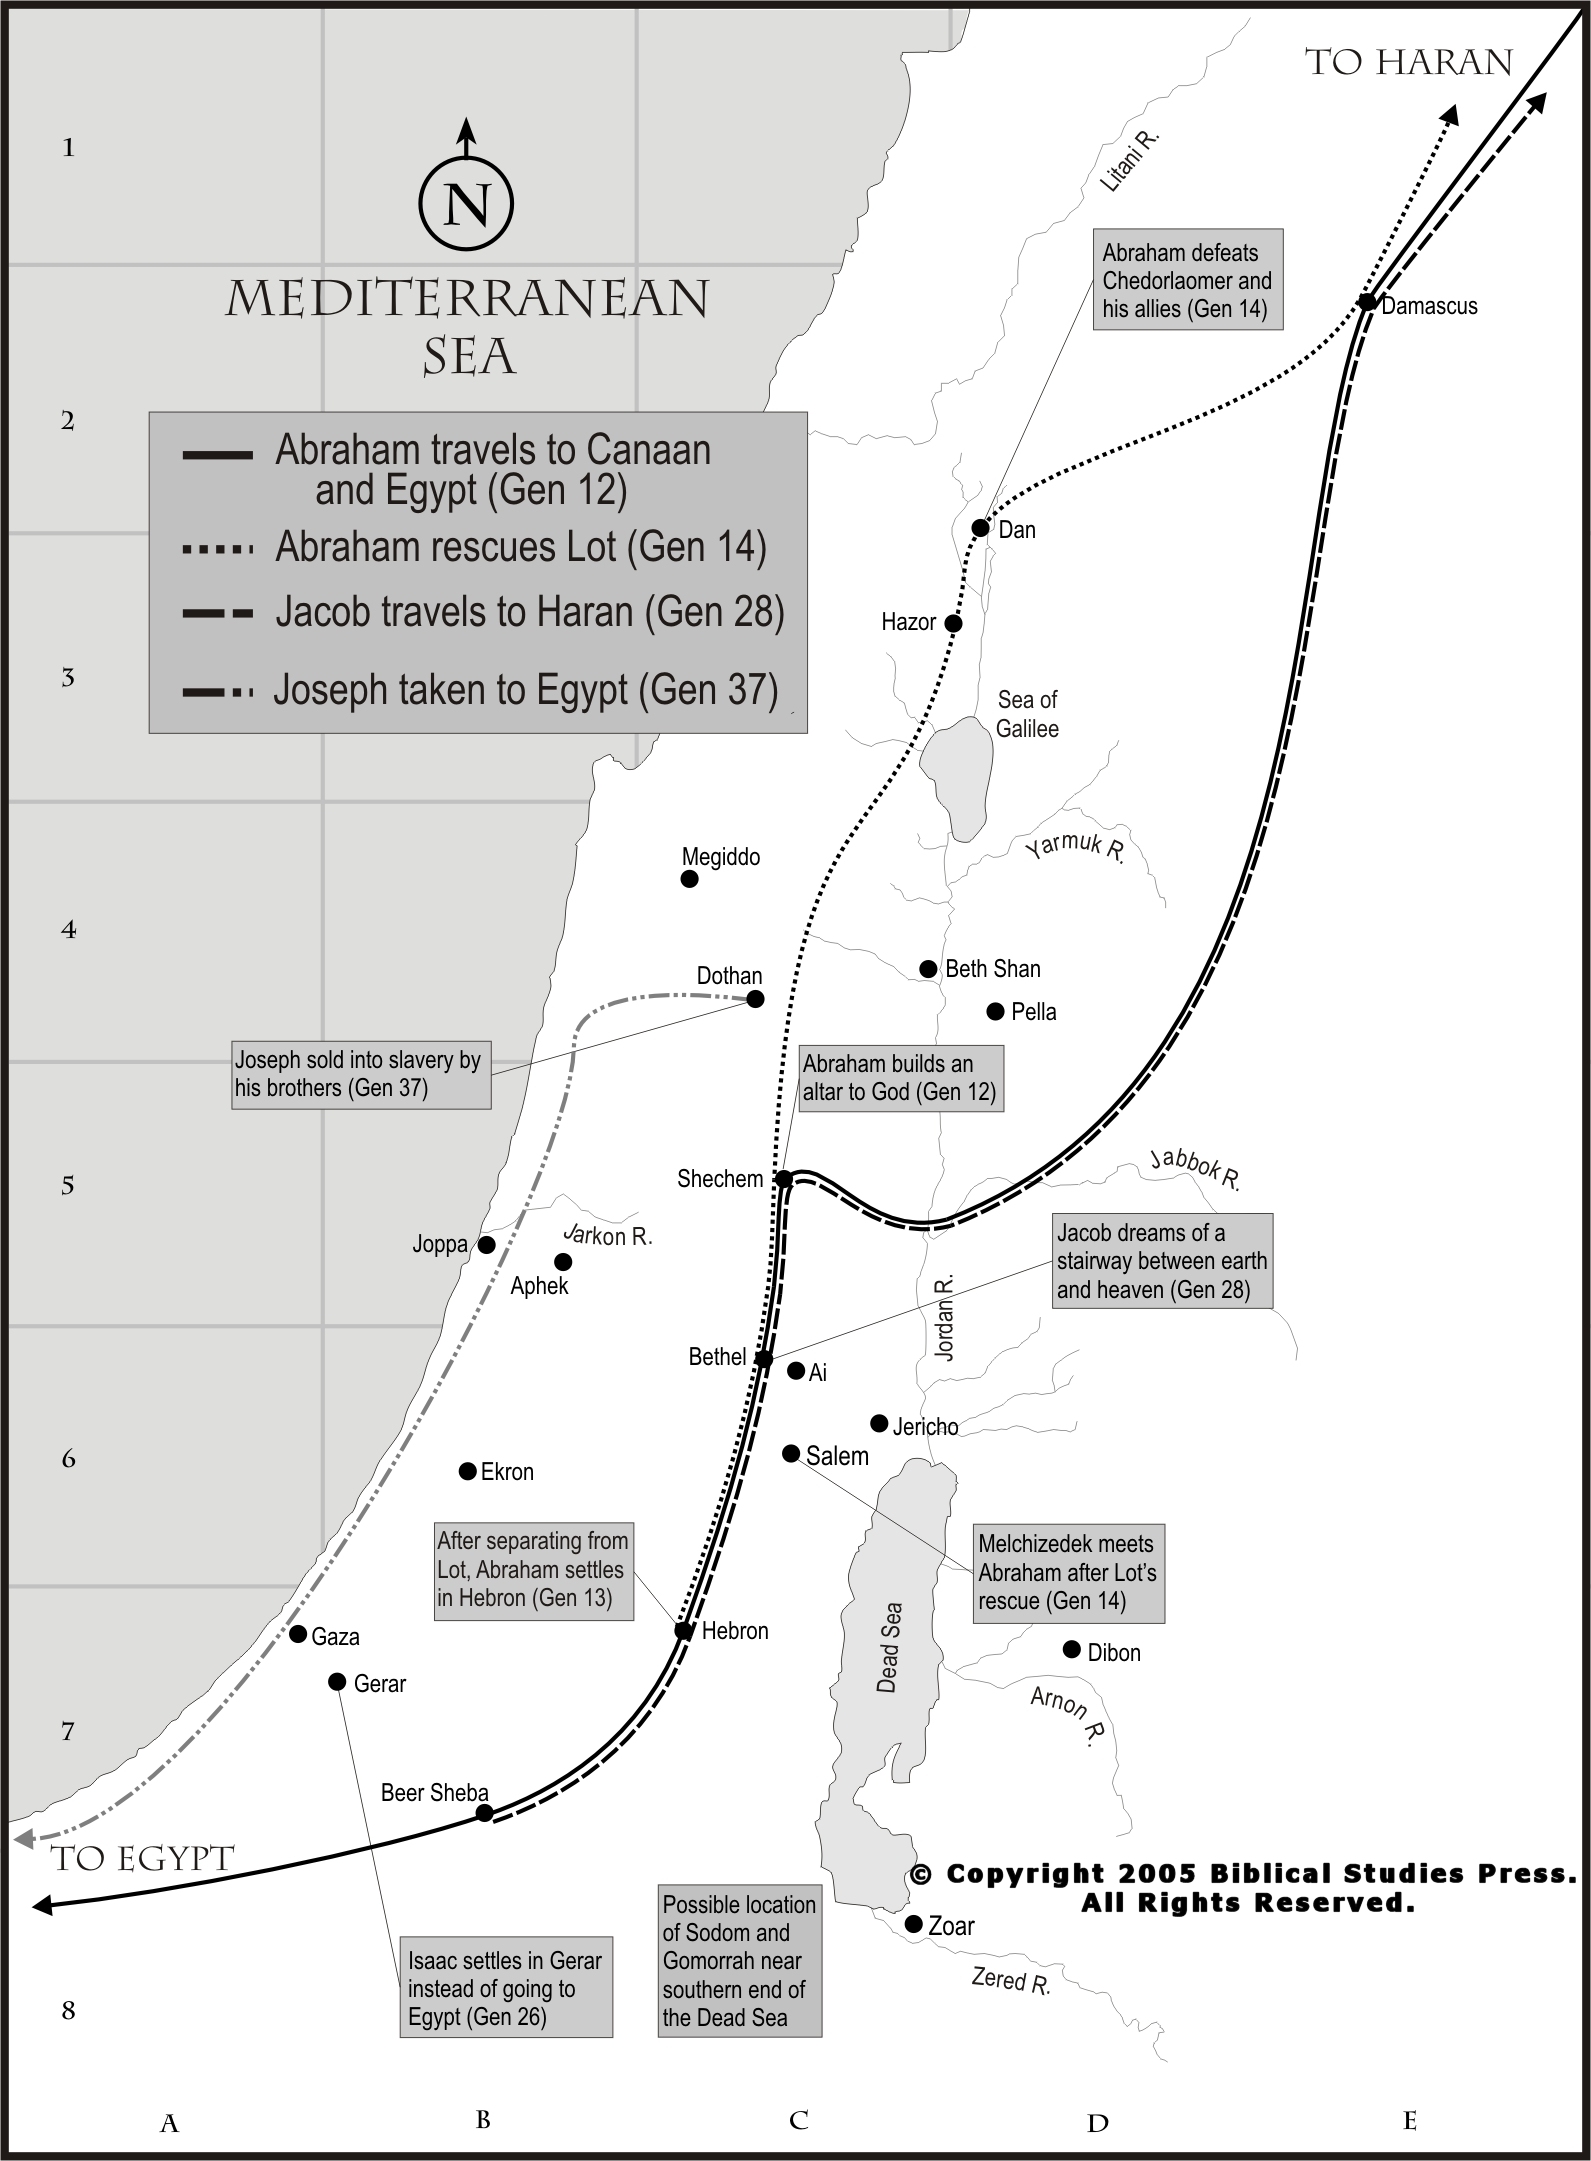 TO HARAN
1
N
Litani R.
Abraham defeats
Chedorlaomer and
his allies (Gen 14)
MEDITERRANEAN
SEA
Damascus
2
Abraham travels to Canaan
and Egypt (Gen 12)
Abraham rescues Lot (Gen 14)
Jacob travels to Haran (Gen 28)
Joseph taken to Egypt (Gen 37)
Dan
Hazor
3
Sea of
Galilee
Yarmuk R.
Megiddo
4
Dothan
Beth Shan
Pella
Joseph sold into slavery by
his brothers (Gen 37)
Abraham builds an
altar to God (Gen 12)
Shechem
5
Jabbok R.
Joppa
Jarkon R.
Aphek
Jacob dreams of a
stairway between earth
and heaven (Gen 28)
Jordan R.
Bethel
Ai
Jericho
6
Salem
Ekron
After separating from
Lot, Abraham settles
in Hebron (Gen 13)
Melchizedek meets
Abraham after Lot's
rescue (Gen 14)
Gaza
Hebron
Dead Sea
Dibon
Gerar
Arnon R.
7
Beer Sheba
TO EGYPT
© Copyright 2005 Biblical Studies Press.
All Rights Reserved.
Possible location
of Sodom and
Gomorrah near
southern end of
the Dead Sea
Zoar
Isaac settles in Gerar
instead of going to
Egypt (Gen 26)
Zered R.
8
A
B
C
D
E